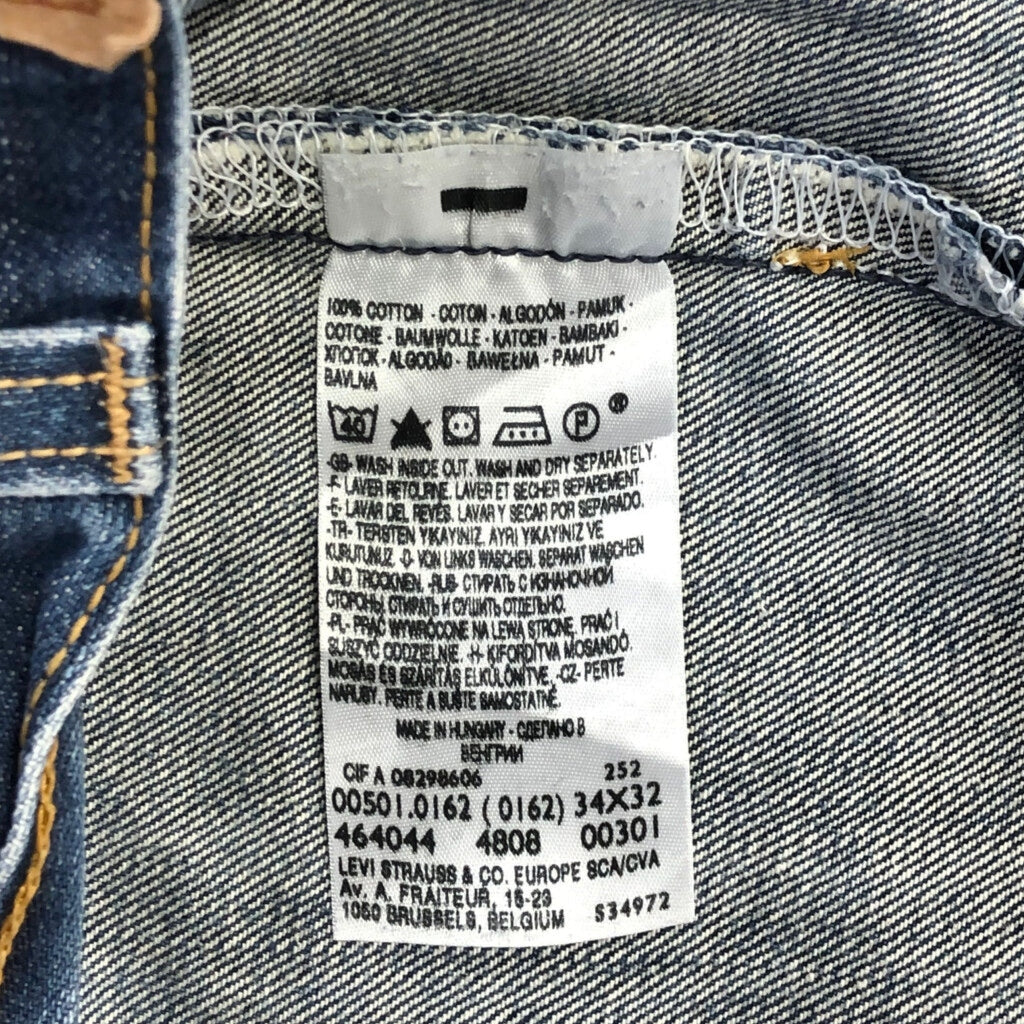 100% COTTON - COTON - ALGODÓN - PAMUK -
COTONE - BAUMWOLLE - KATOEN - BAMBAKI -
ХЛОПОК - ALGODÃO - BAWEŁNA - PAMUT -
BAVLNA
40 P ®
-GB- WASH INSIDE OUT. WASH AND DRY SEPARATELY.
-F- LAVER RETOURNE. LAVER ET SECHER SEPAREMENT.
-E- LAVAR DEL REVÉS. LAVAR Y SECAR POR SEPARADO.
-TR- TERSTEN YIKAYINIZ. AYRI YIKAYINIZ VE
KURUTUNUZ. -D- VON LINKS WASCHEN. SEPARAT WASCHEN
UND TROCKNEN. -RUS- СТИРАТЬ С ИЗНАНОЧНОЙ
СТОРОНЫ. СТИРАТЬ И СУШИТЬ ОТДЕЛЬНО.
-PL- PRAĆ WYWRÓCONE NA LEWA STRONE. PRAĆ I
SUSZYĆ ODDZIELNIE. -H- KIFORDÍTVA MOSANDÓ.
MOSÁS ÉS SZÁRÍTÁS ELKÜLÖNÍTVE. -CZ- PERTE
NARUBY. PERTE A SUŠTE SAMOSTATNĚ.
MADE IN HUNGARY - СДЕЛАНО В
ВЕНГРИИ
CIF A 08298606 252
00501.0162 (0162) 34X32
464044 4808 00301
LEVI STRAUSS & CO. EUROPE SCA/CVA
AV. A. FRAITEUR, 15-23
1050 BRUSSELS, BELGIUM 534972